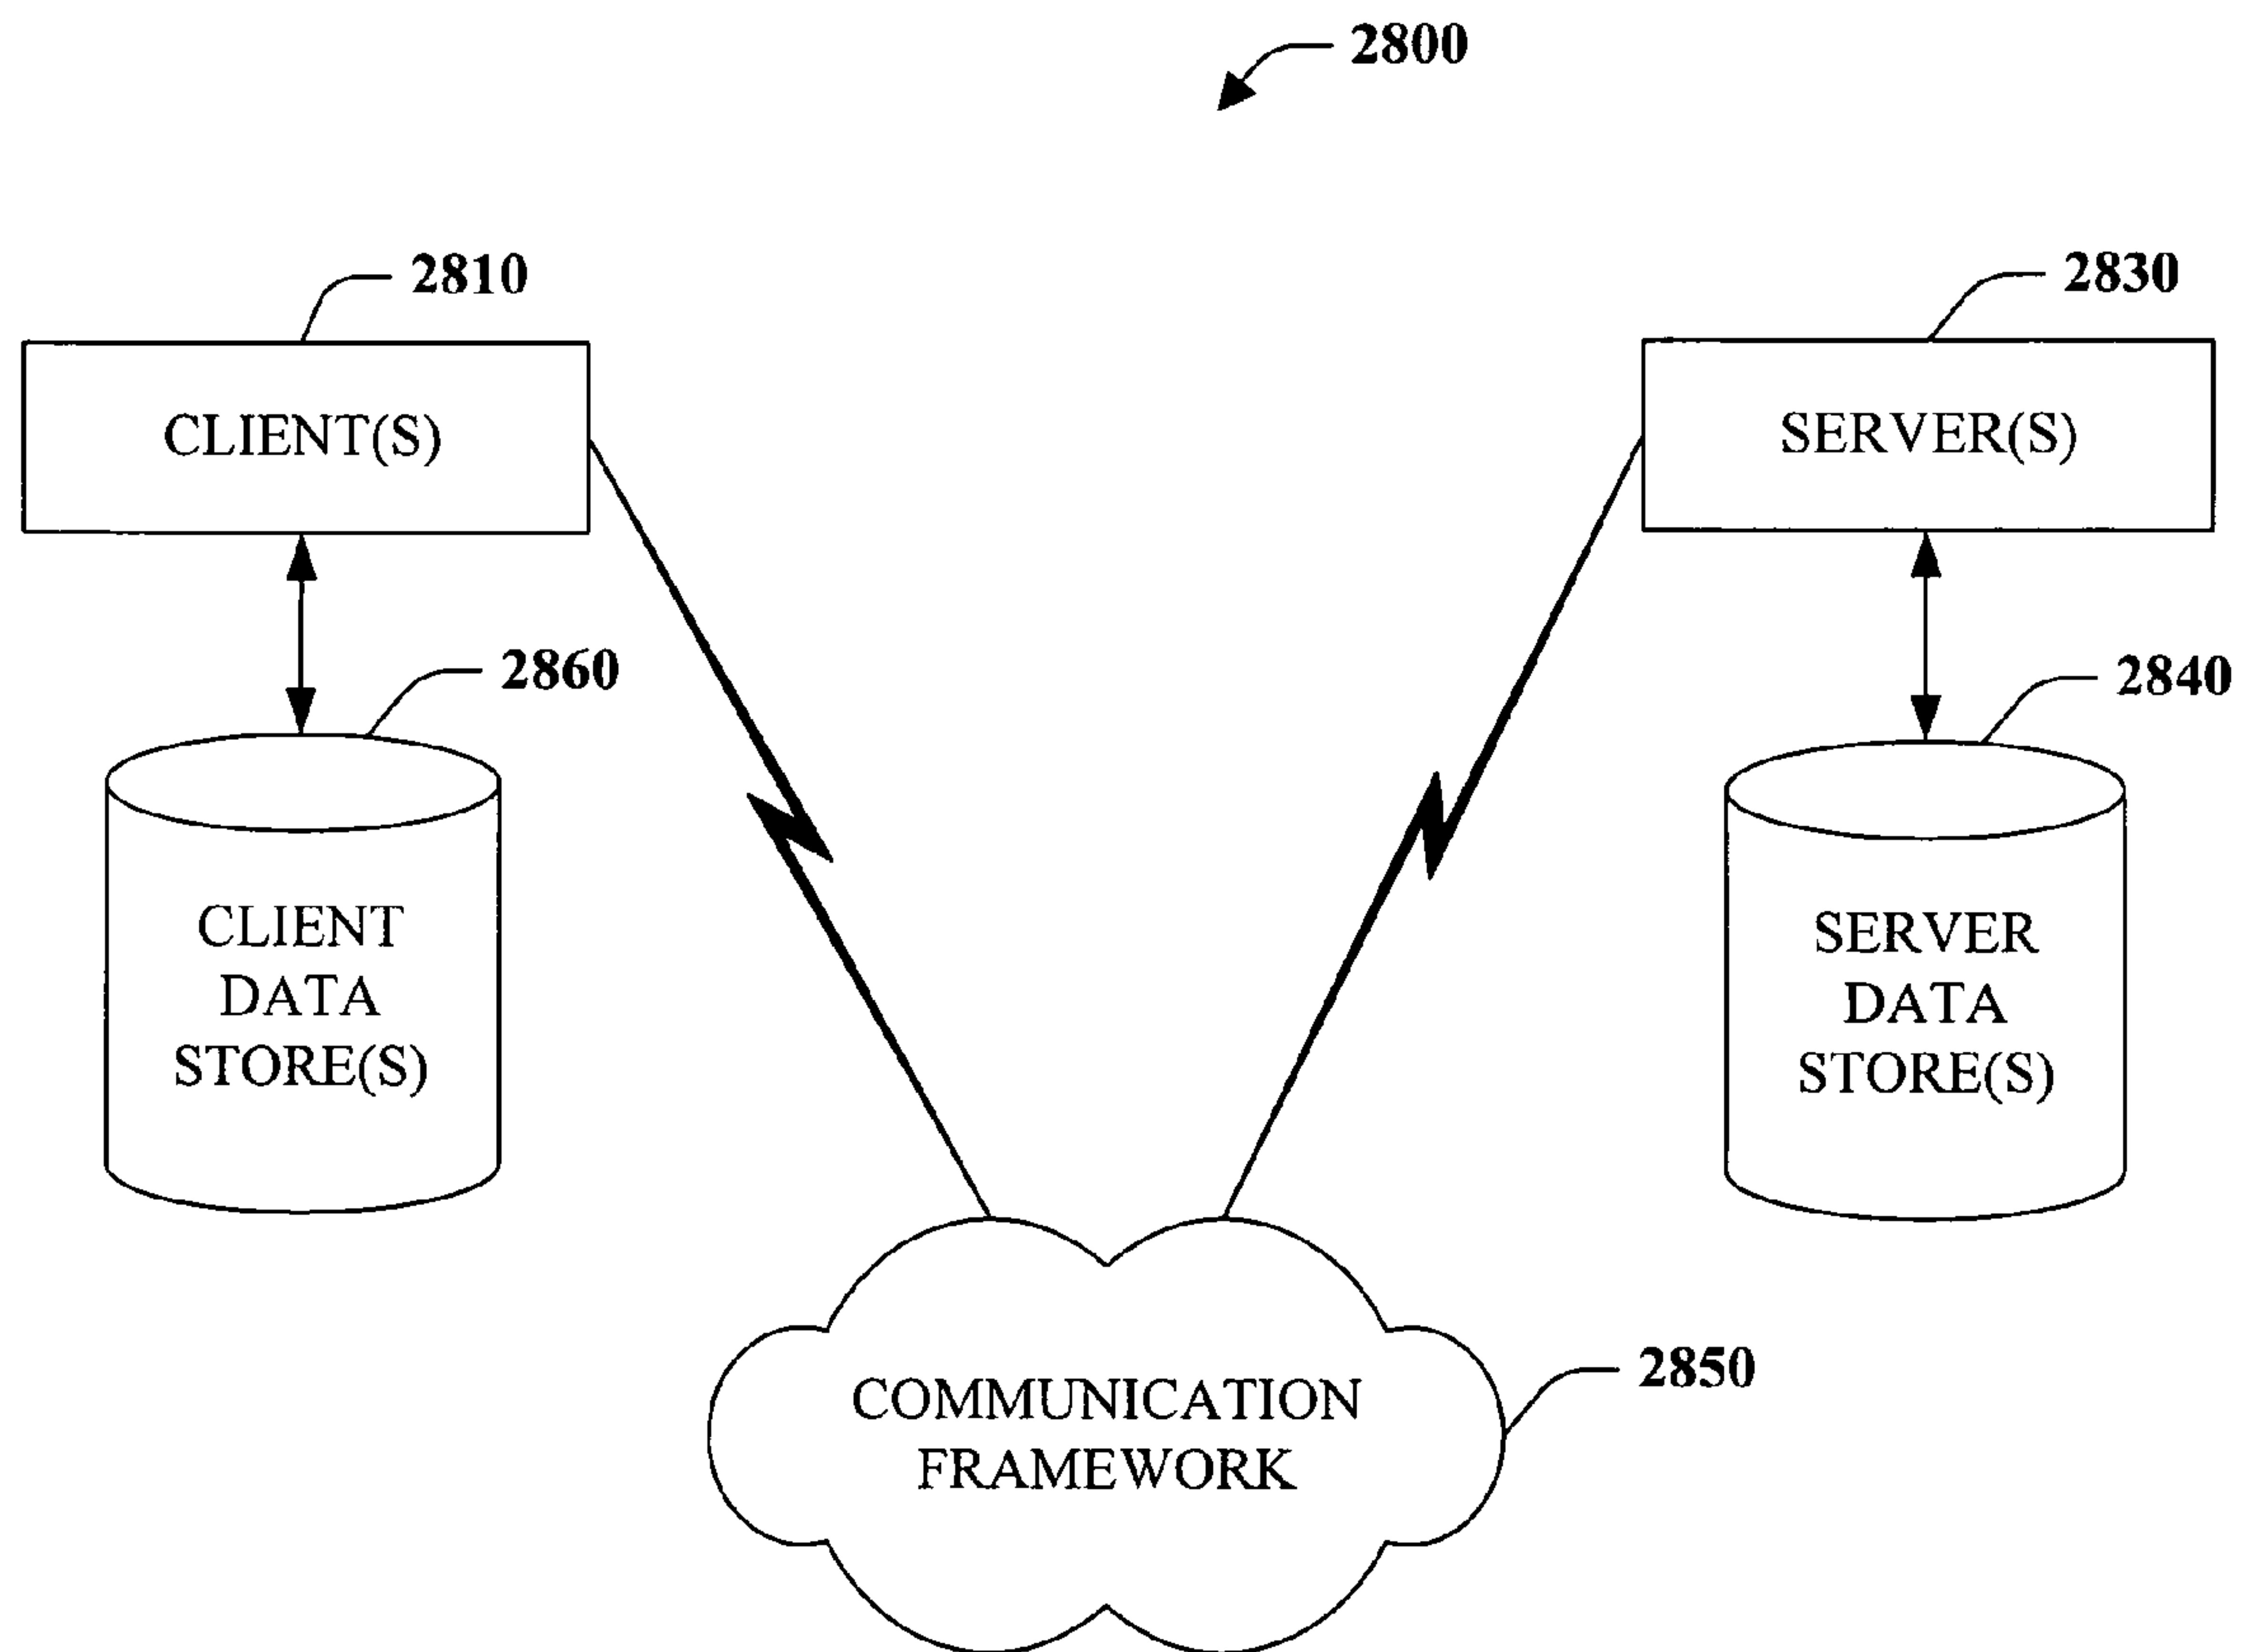 2800
2810
2830
CLIENT(S)
SERVER(S)
2860
2840
CLIENT
DATA
STORE(S)
SERVER
DATA
STORE(S)
2850
COMMUNICATION
FRAMEWORK